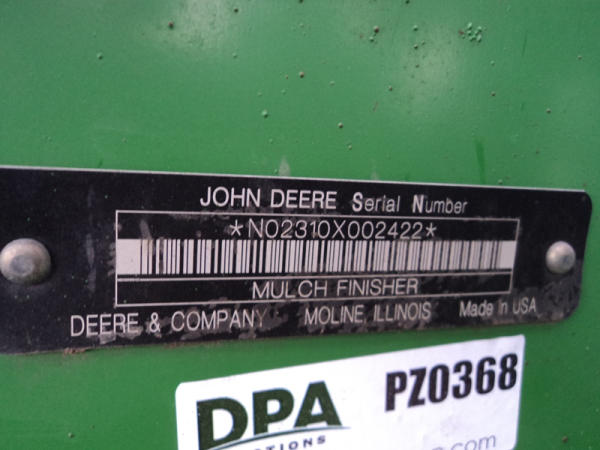 JOHN DEERE Serial Number
*N02310X002422*
MULCH FINISHER
DEERE & COMPANY MOLINE, ILLINOIS Made in USA
DPA PZ0368